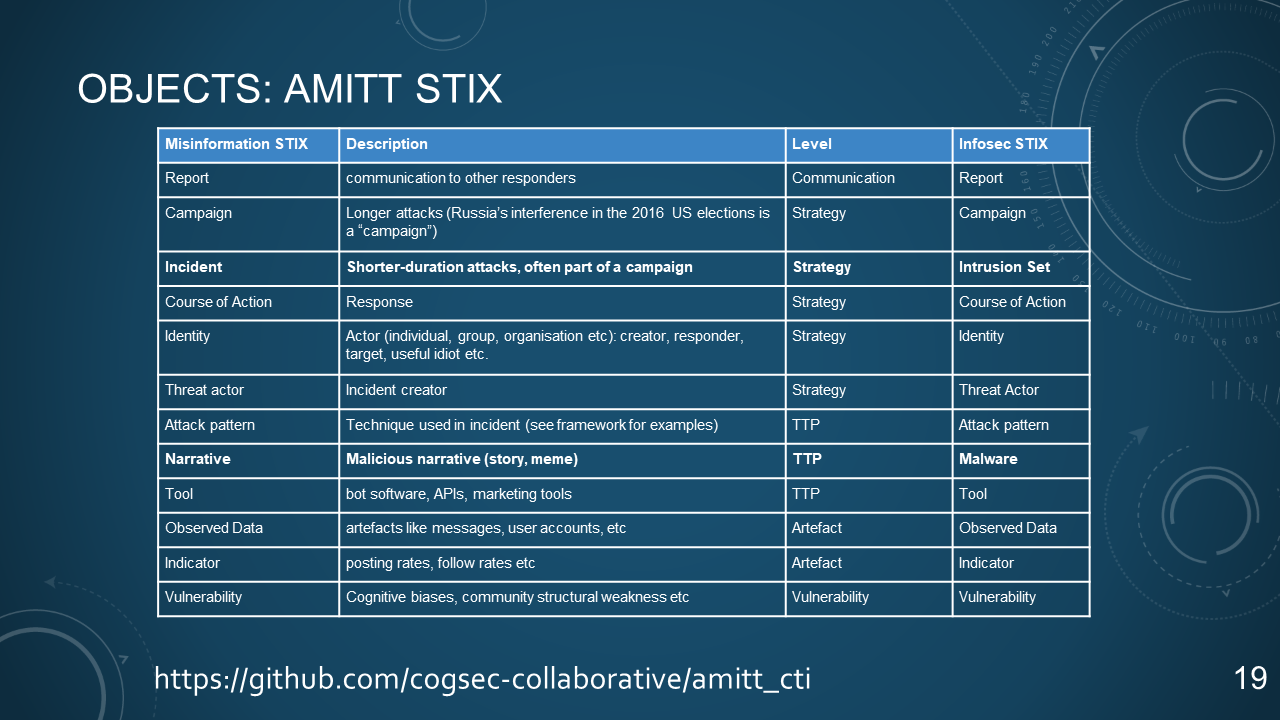 OBJECTS: AMITT STIX
Misinformation STIX Description Level Infosec STIX
Report communication to other responders Communication Report
Campaign Longer attacks (Russia's interference in the 2016 US elections is Strategy Campaign
a “campaign”)
Incident Shorter-duration attacks, often part of a campaign Strategy Intrusion Set
Course of Action Response Strategy Course of Action
Identity Actor (individual, group, organisation etc): creator, responder, Strategy Identity
target, useful idiot etc.
Threat actor Incident creator Strategy Threat Actor
Attack pattern Technique used in incident (see framework for examples) TTP Attack pattern
Narrative Malicious narrative (story, meme) TTP Malware
Tool bot software, APIs, marketing tools TTP Tool
Observed Data artefacts like messages, user accounts, etc Artefact Observed Data
Indicator posting rates, follow rates etc Artefact Indicator
Vulnerability Cognitive biases, community structural weakness etc Vulnerability Vulnerability
https://github.com/cogsec-collaborative/amitt_cti
19